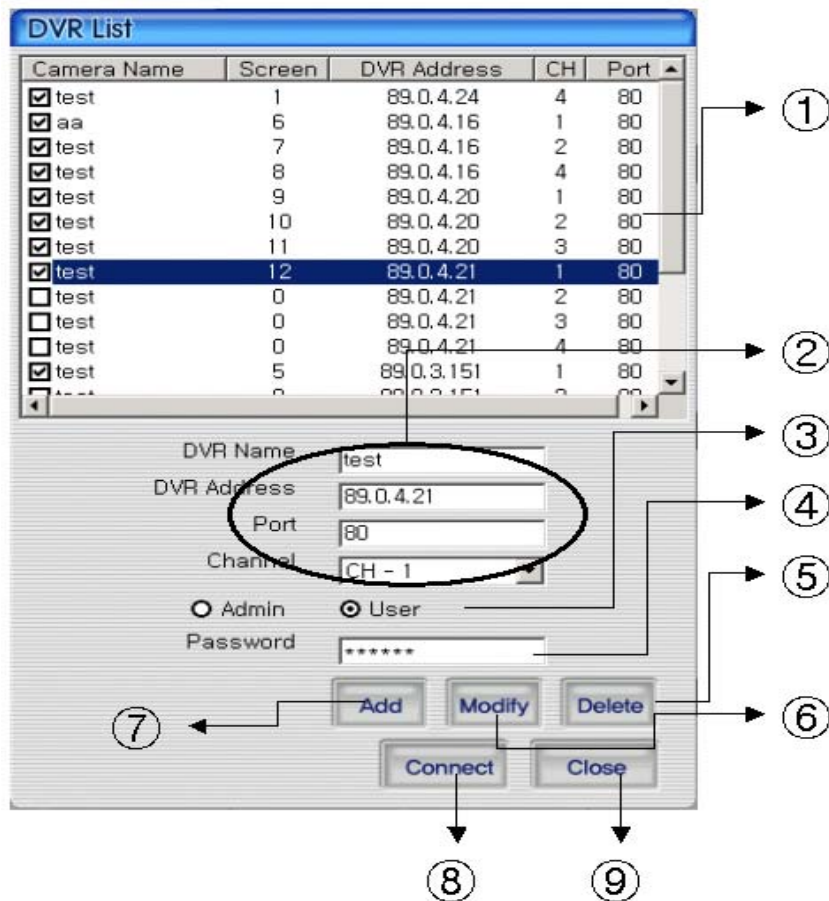 DVR List
Camera Name Screen DVR Address CH Port
test 1 89.0.4.24 4 80
①
aa 6 89.0.4.16 1 80
test 7 89.0.4.16 2 80
test 8 89.0.4.16 4 80
test 9 89.0.4.20 1 80
test 10 89.0.4.20 2 80
test 11 89.0.4.20 3 80
test 12 89.0.4.21 1 80
test 0 89.0.4.21 2 80
test 0 89.0.4.21 3 80
test 0 89.0.4.21 4 80
②
test 5 89.0.3.151 1 80
DVR Name test
③
DVR Address 89.0.4.21
④
Port 80
Channel CH - 1
⑤
Admin User
Password ******
Add Modify Delete
⑥
⑦
Connect Close
⑧ ⑨